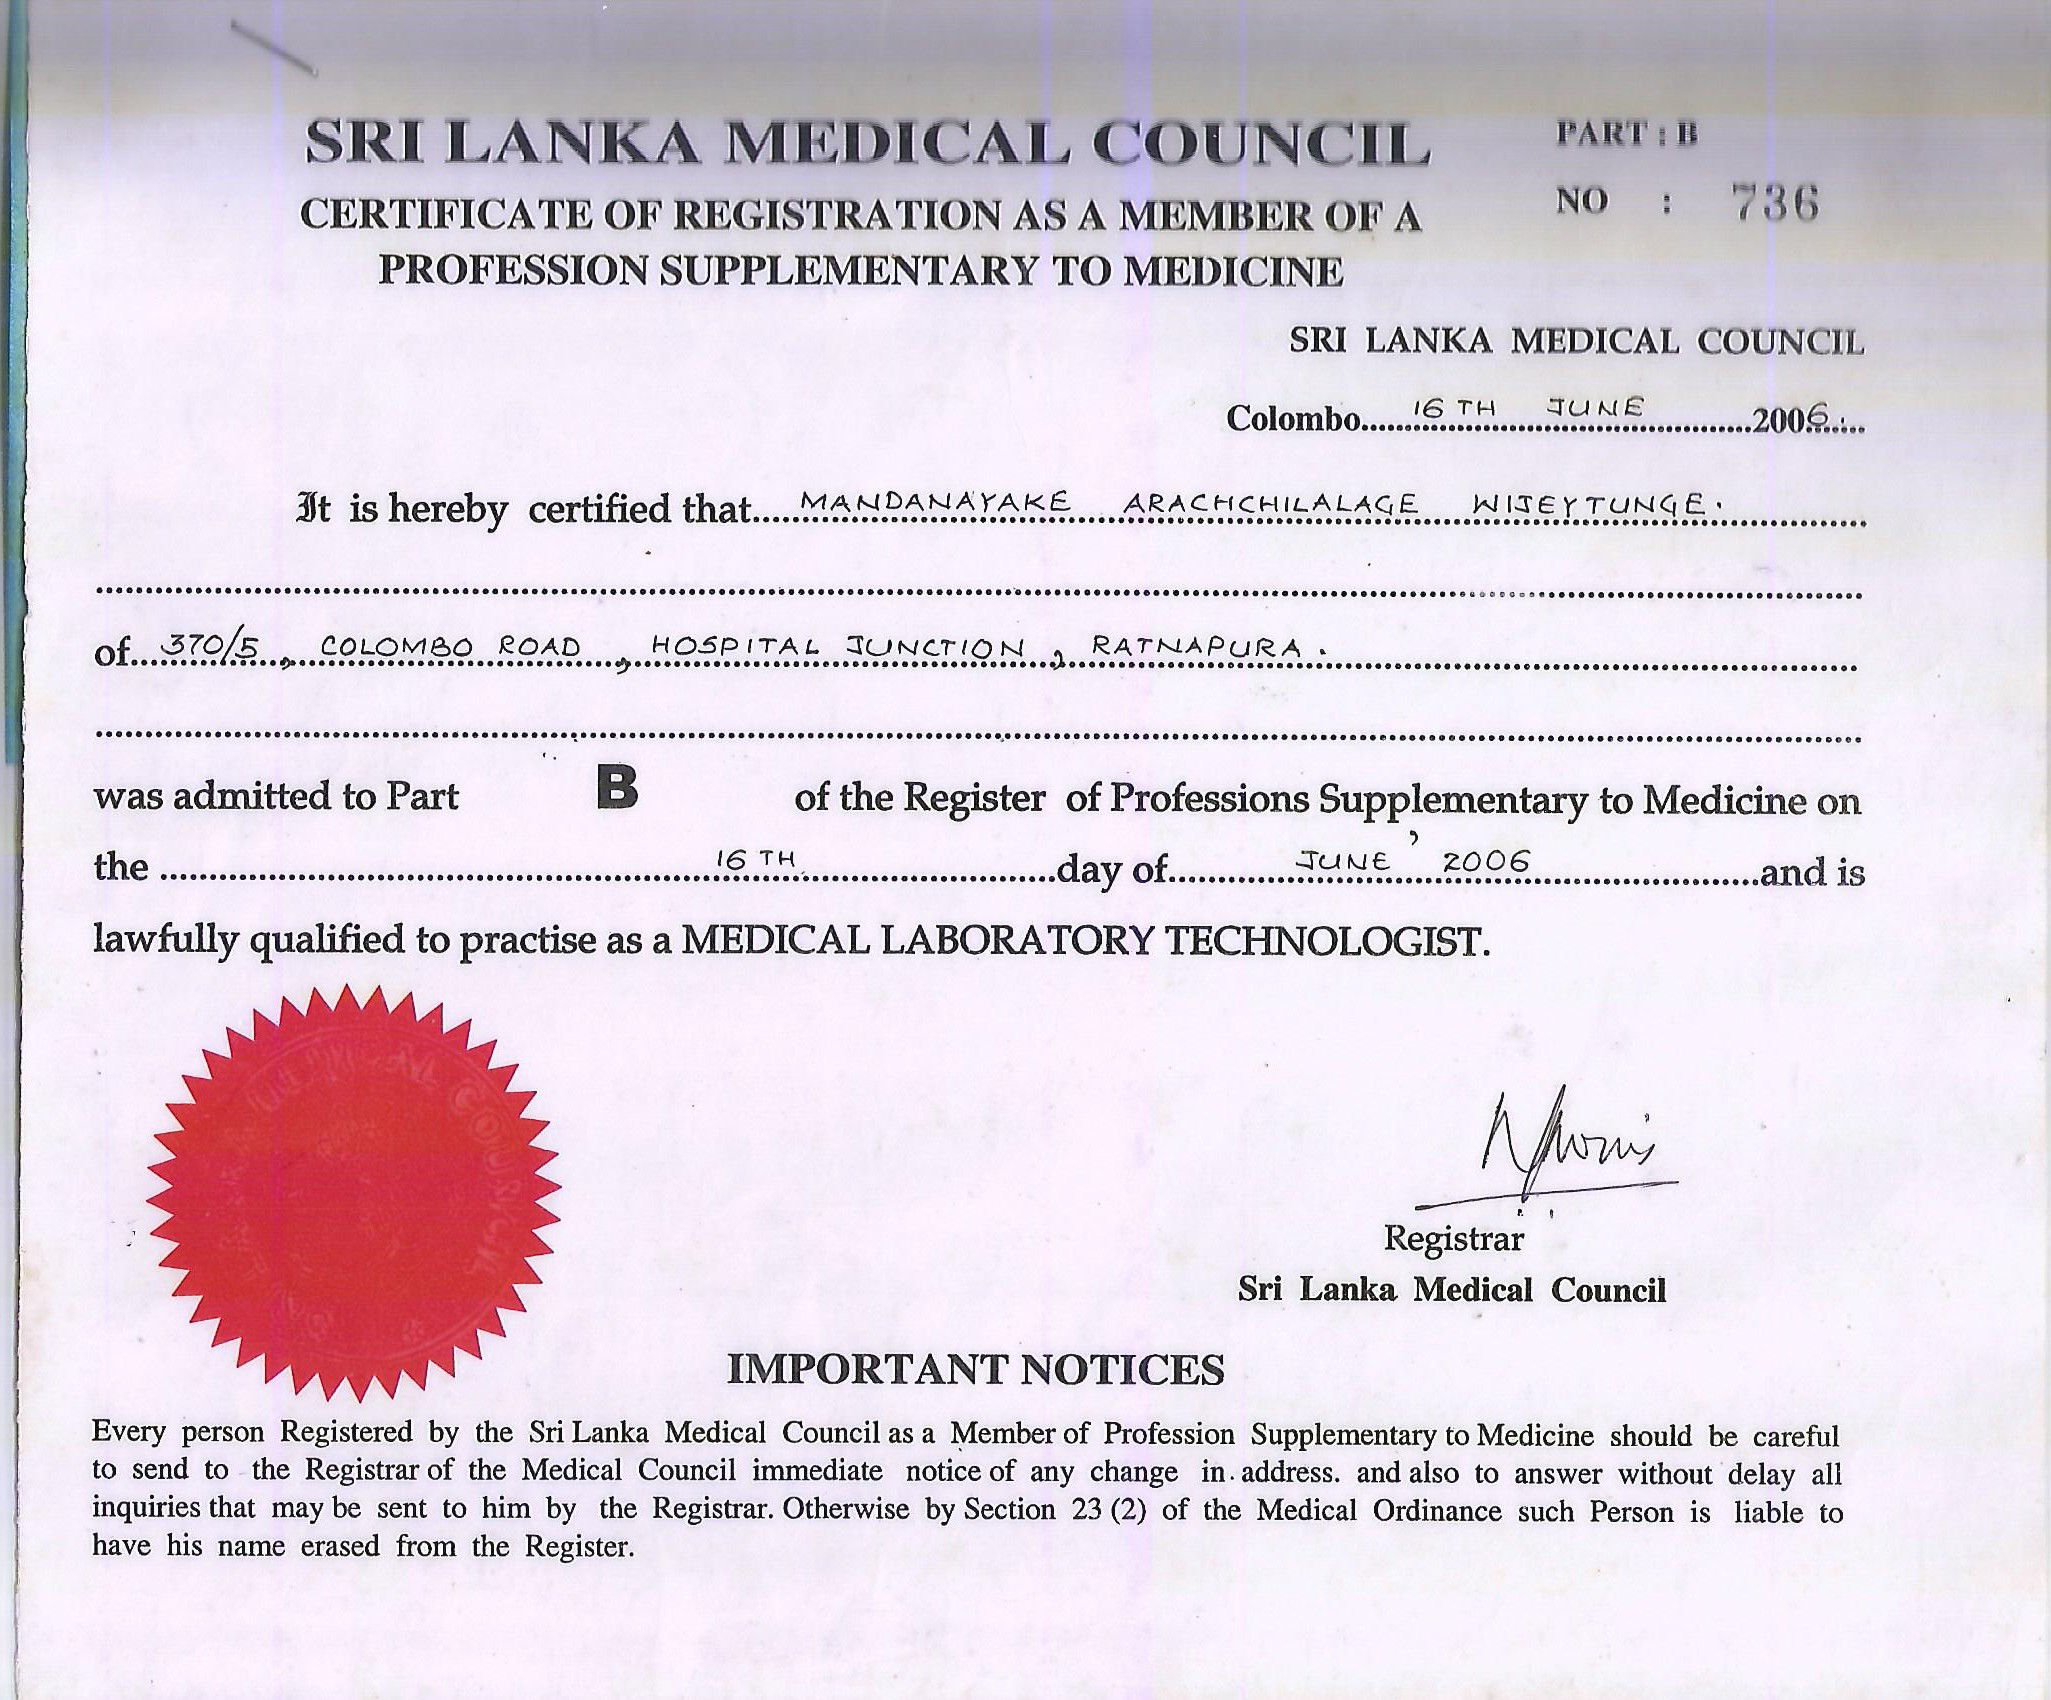 SRI LANKA MEDICAL COUNCIL
PART : B
CERTIFICATE OF REGISTRATION AS A MEMBER OF A
NO : 736
PROFESSION SUPPLEMENTARY TO MEDICINE
SRI LANKA MEDICAL COUNCIL
Colombo....16TH JUNE....2006....
It is hereby certified that....MANDANAYAKE ARACHCHILALAGE WIJEYTUNGE.
of....370/5, COLOMBO ROAD, HOSPITAL JUNCTION, RATNAPURA.
was admitted to Part B of the Register of Professions Supplementary to Medicine on
the ....16TH....day of....JUNE, 2006....and is
lawfully qualified to practise as a MEDICAL LABORATORY TECHNOLOGIST.
MEDICAL COUNCIL
Registrar
Sri Lanka Medical Council
IMPORTANT NOTICES
Every person Registered by the Sri Lanka Medical Council as a Member of Profession Supplementary to Medicine should be careful
to send to the Registrar of the Medical Council immediate notice of any change in. address. and also to answer without delay all
inquiries that may be sent to him by the Registrar. Otherwise by Section 23 (2) of the Medical Ordinance such Person is liable to
have his name erased from the Register.